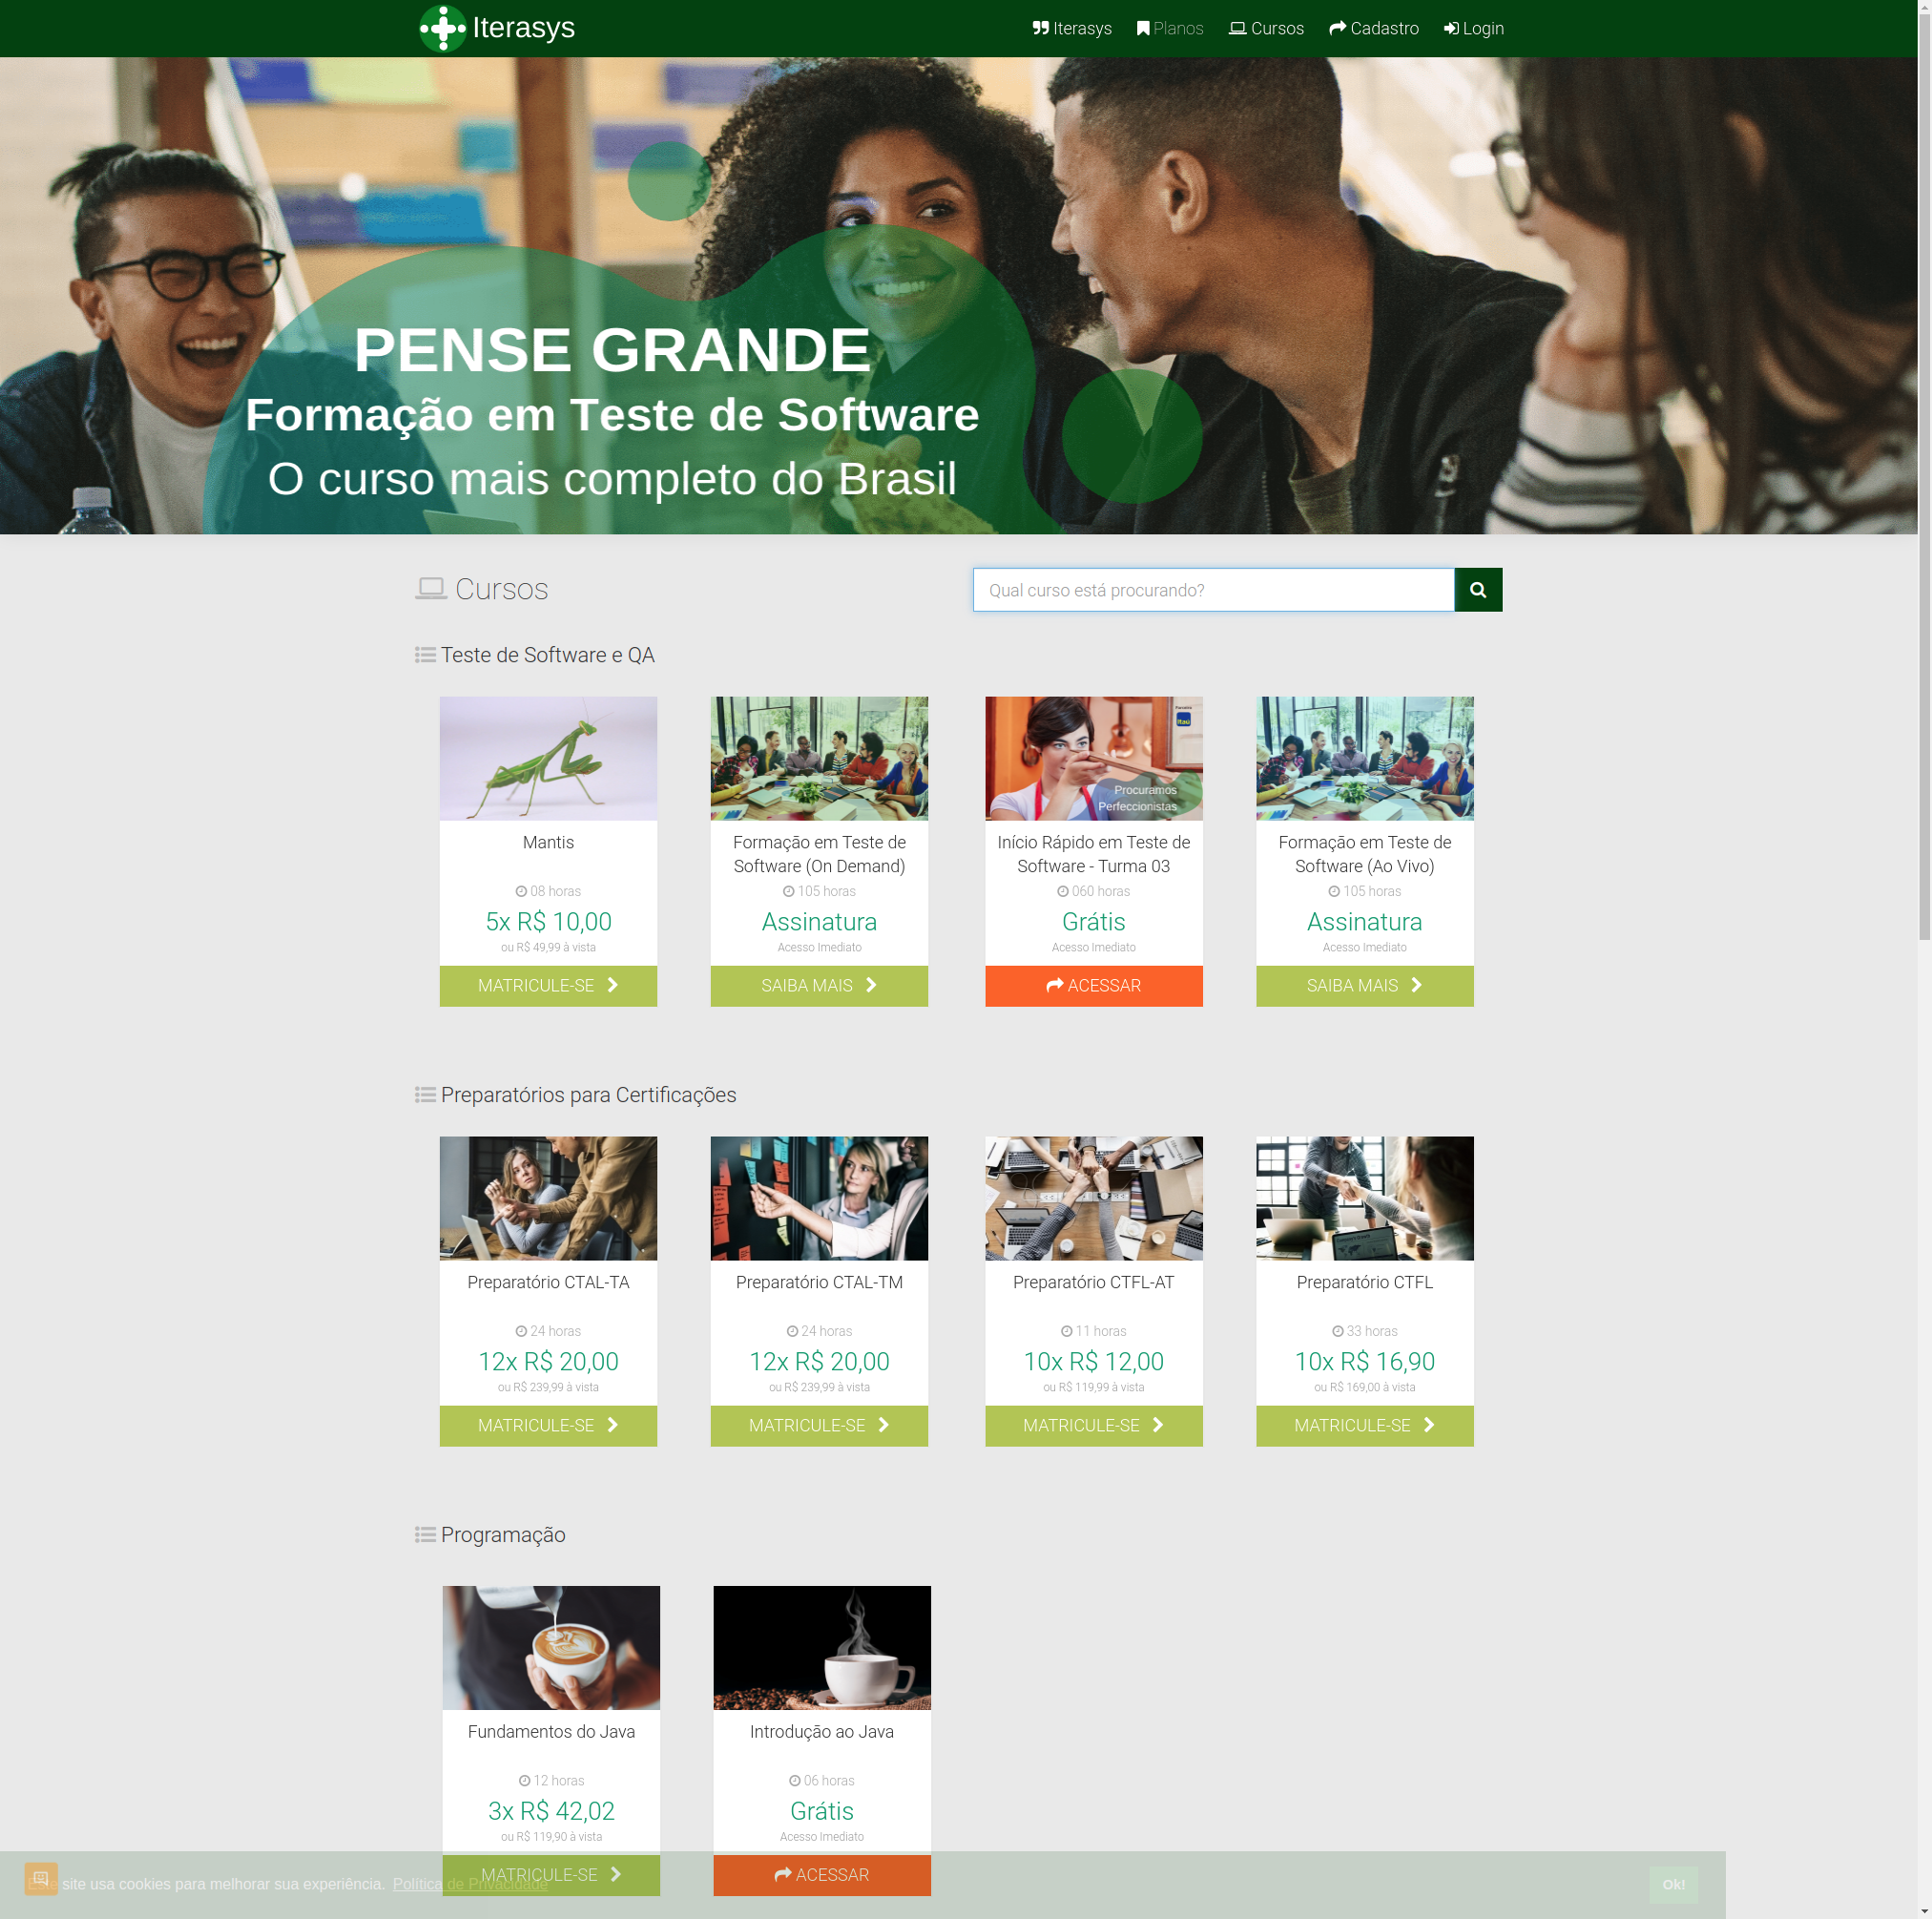 Iterasys
Iterasys Planos Cursos Cadastro Login
PENSE GRANDE
Formação em Teste de Software
O curso mais completo do Brasil
Cursos
Qual curso está procurando?
Teste de Software e QA
Mantis
08 horas
5x R$ 10,00
ou R$ 49,99 à vista
MATRICULE-SE
Formação em Teste de
Software (On Demand)
105 horas
Assinatura
Acesso Imediato
SAIBA MAIS
Itaú
Procuramos
Perfeccionistas
Início Rápido em Teste de
Software - Turma 03
060 horas
Grátis
Acesso Imediato
ACESSAR
Formação em Teste de
Software (Ao Vivo)
105 horas
Assinatura
Acesso Imediato
SAIBA MAIS
Preparatórios para Certificações
Preparatório CTAL-TA
24 horas
12x R$ 20,00
ou R$ 239,99 à vista
MATRICULE-SE
Preparatório CTAL-TM
24 horas
12x R$ 20,00
ou R$ 239,99 à vista
MATRICULE-SE
Preparatório CTFL-AT
11 horas
10x R$ 12,00
ou R$ 119,99 à vista
MATRICULE-SE
Preparatório CTFL
33 horas
10x R$ 16,90
ou R$ 169,00 à vista
MATRICULE-SE
Programação
Fundamentos do Java
12 horas
3x R$ 42,02
ou R$ 119,90 à vista
MATRICULE-SE
Introdução ao Java
06 horas
Grátis
Acesso Imediato
ACESSAR
site usa cookies para melhorar sua experiência. Política de Privacidade
Ok!